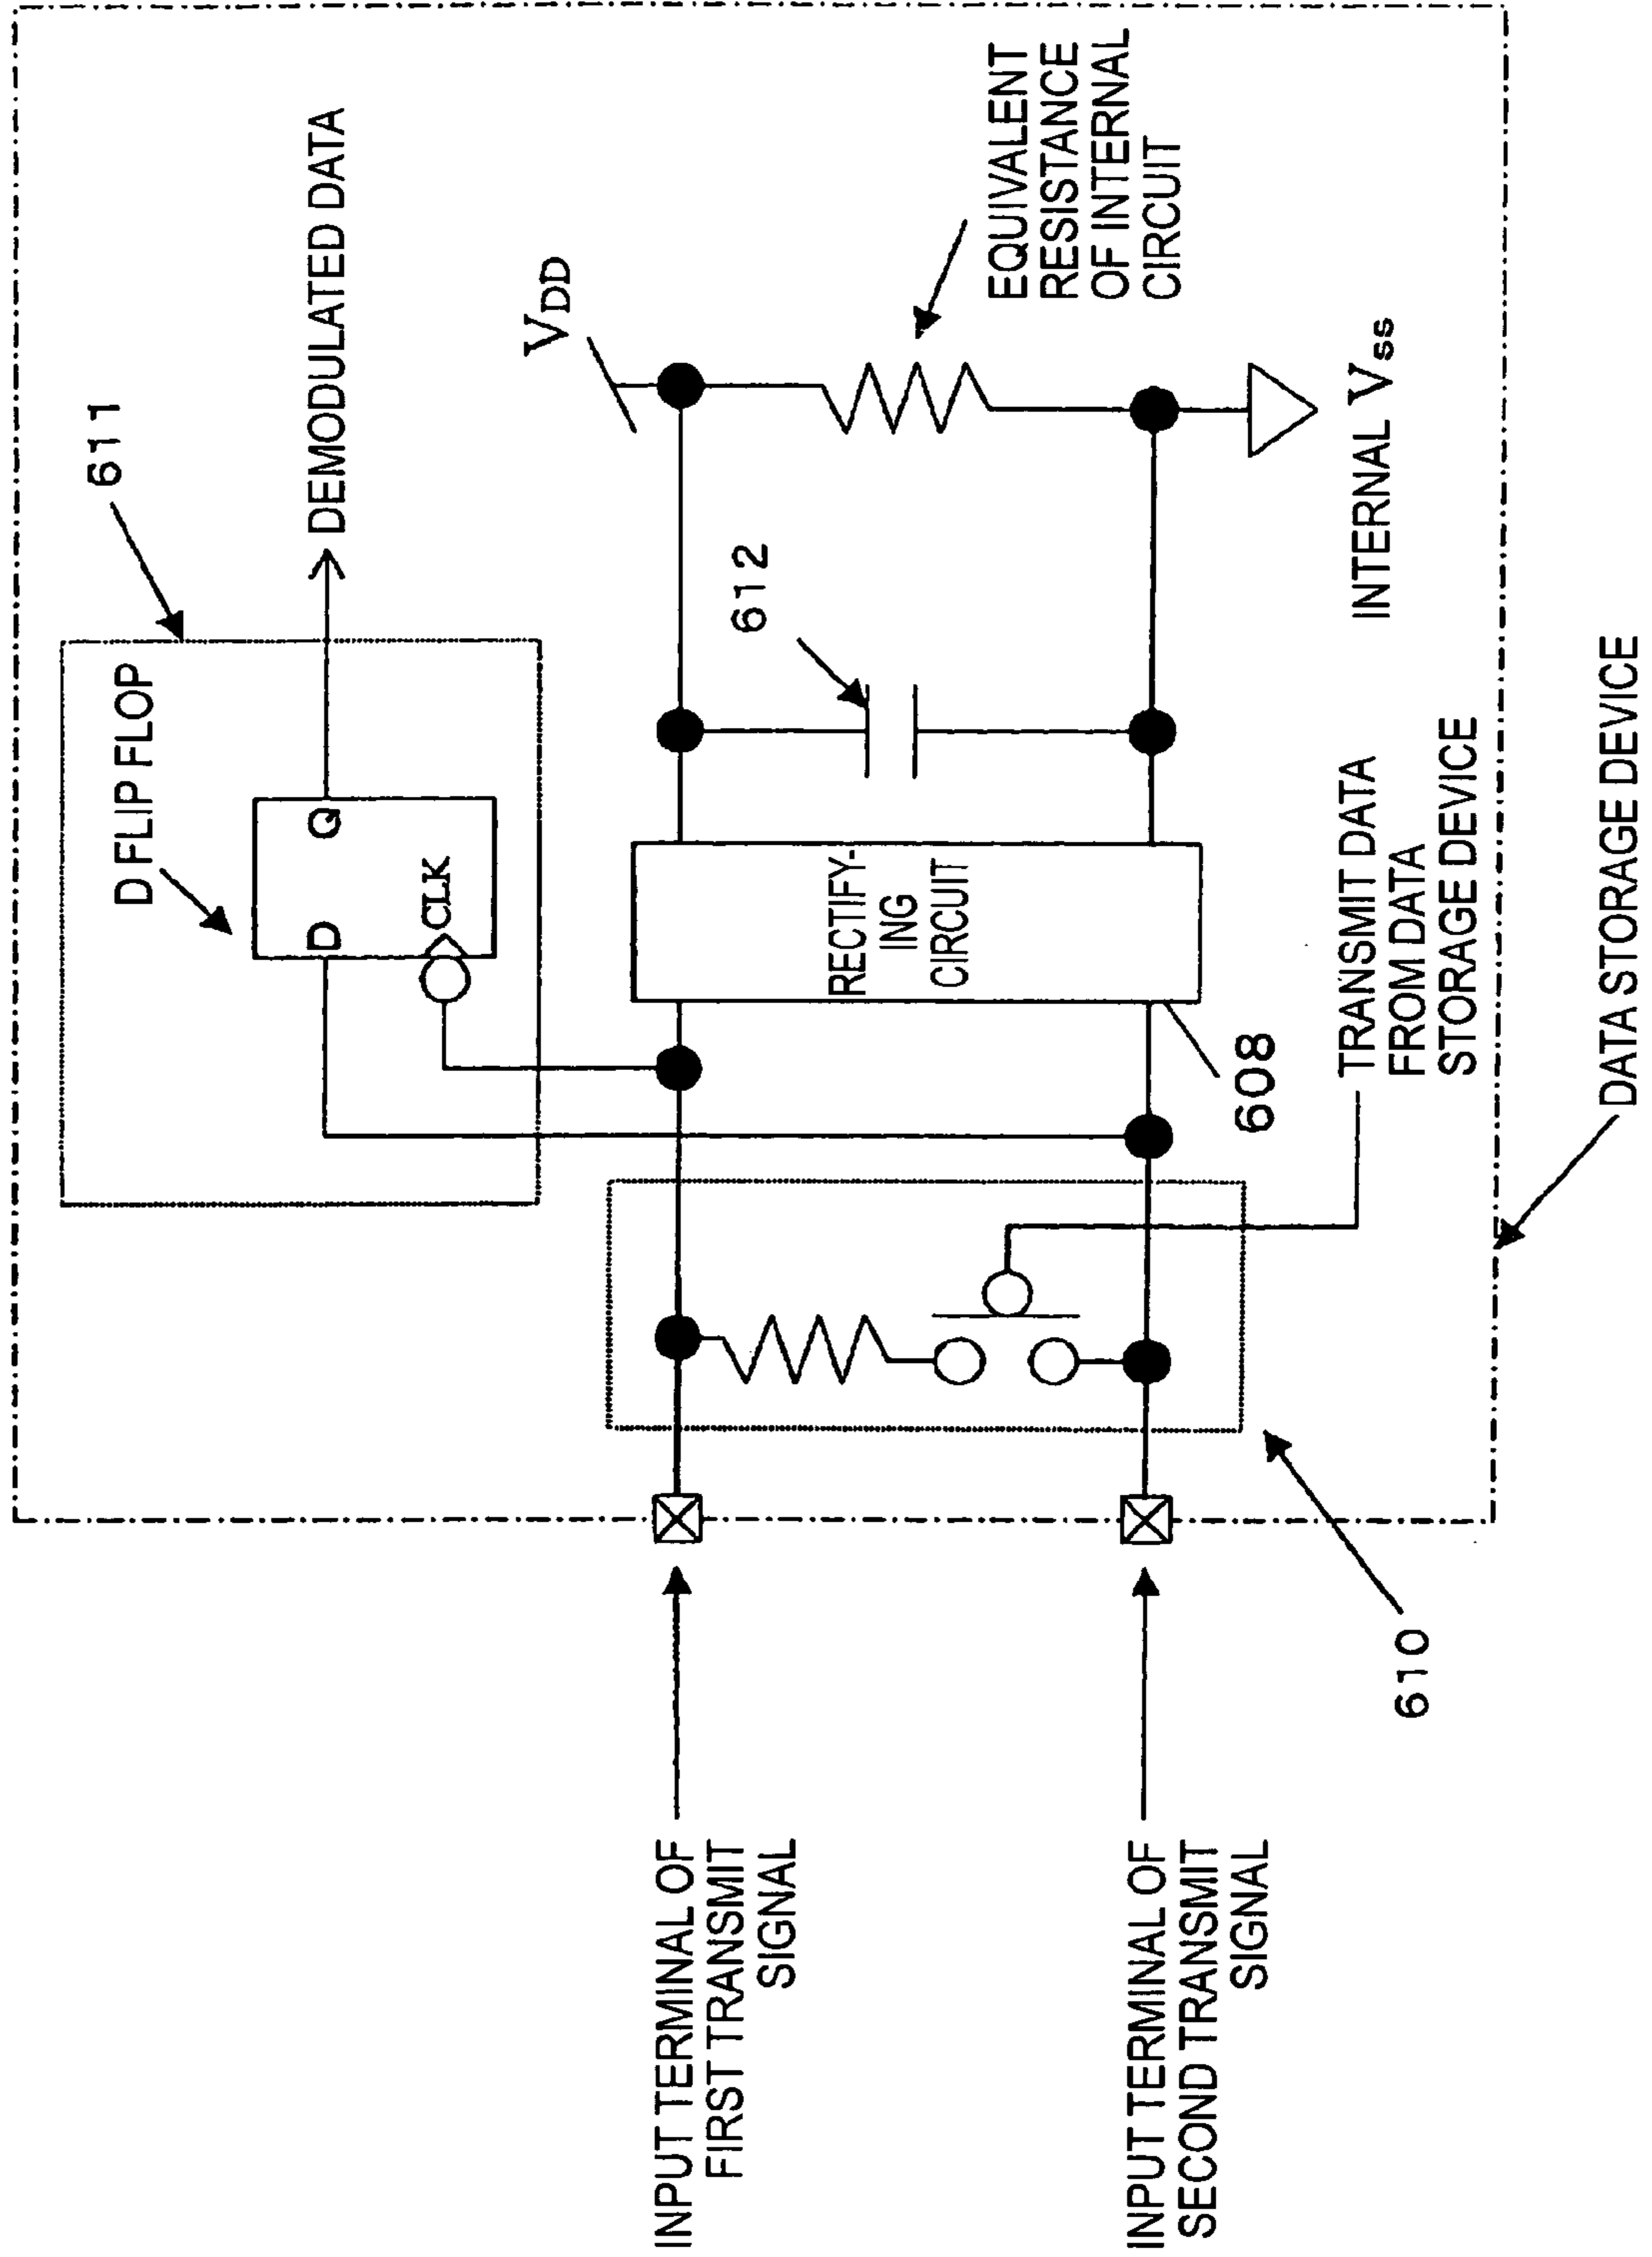 611
D FLIP FLOP
D
Q
CLK
DEMODULATED DATA
VDD
612
RECTIFY-
ING
CIRCUIT
608
EQUIVALENT
RESISTANCE
OF INTERNAL
CIRCUIT
INTERNAL Vss
INPUT TERMINAL OF
FIRST TRANSMIT
SIGNAL
INPUT TERMINAL OF
SECOND TRANSMIT
SIGNAL
610
TRANSMIT DATA
FROM DATA
STORAGE DEVICE
DATA STORAGE DEVICE